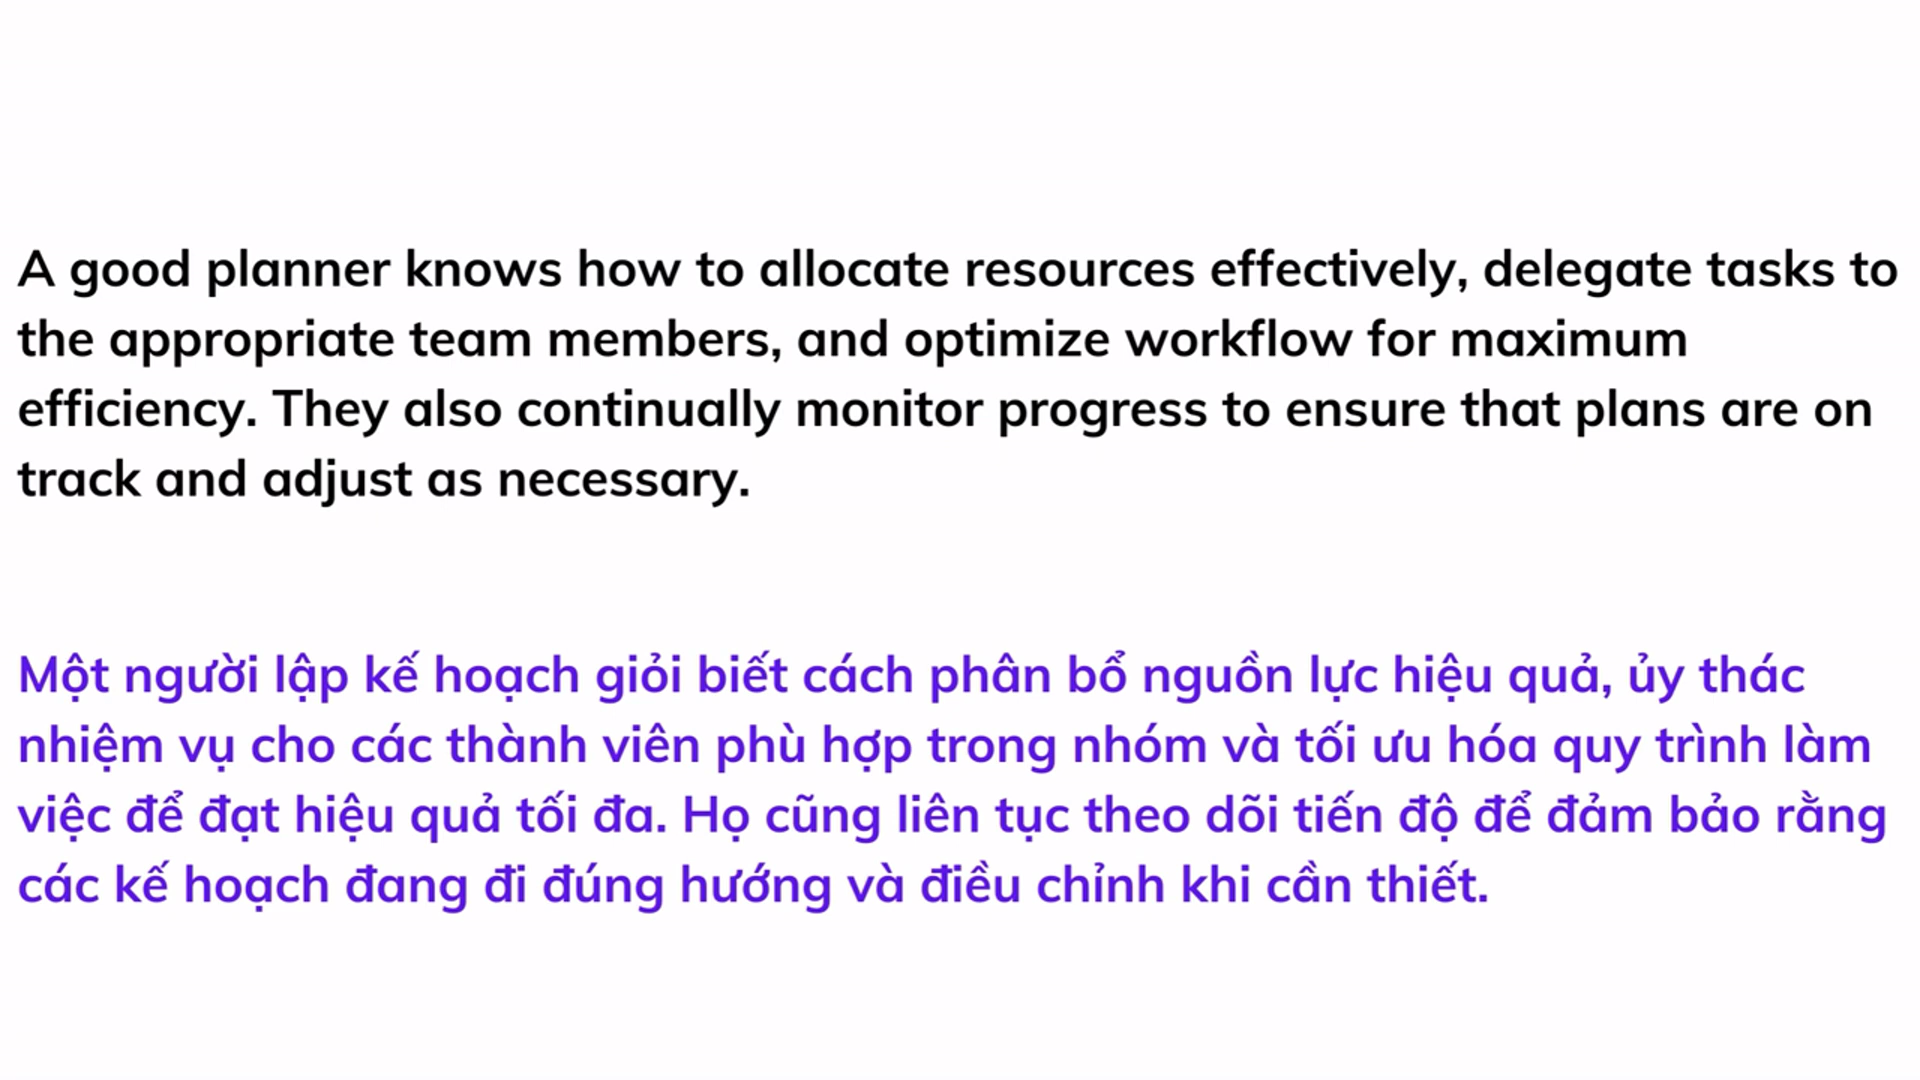 A good planner knows how to allocate resources effectively, delegate tasks to
the appropriate team members, and optimize workflow for maximum
efficiency. They also continually monitor progress to ensure that plans are on
track and adjust as necessary.
Một người lập kế hoạch giỏi biết cách phân bổ nguồn lực hiệu quả, ủy thác
nhiệm vụ cho các thành viên phù hợp trong nhóm và tối ưu hóa quy trình làm
việc để đạt hiệu quả tối đa. Họ cũng liên tục theo dõi tiến độ để đảm bảo rằng
các kế hoạch đang đi đúng hướng và điều chỉnh khi cần thiết.